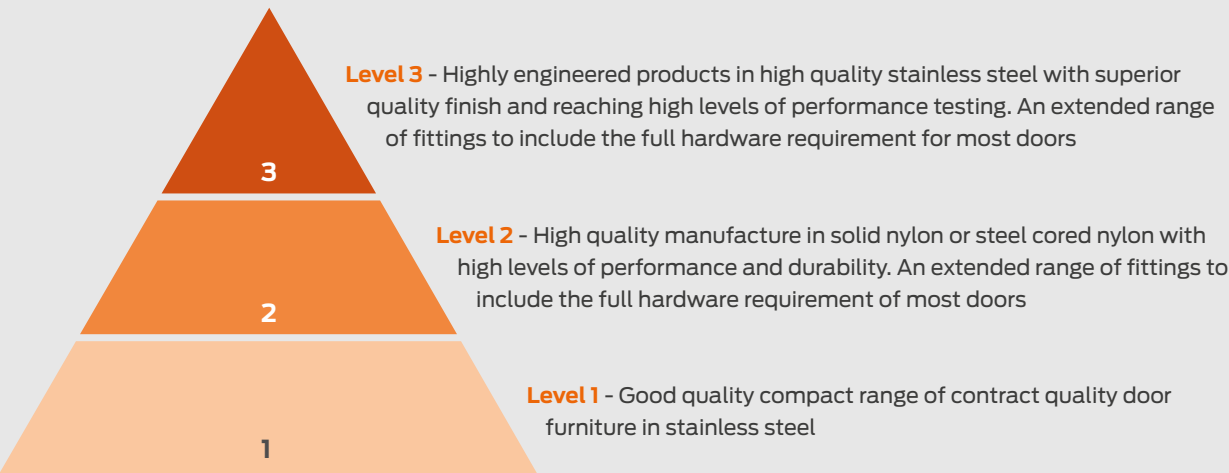 Level 3 - Highly engineered products in high quality stainless steel with superior
quality finish and reaching high levels of performance testing. An extended range
of fittings to include the full hardware requirement for most doors
3
Level 2 - High quality manufacture in solid nylon or steel cored nylon with
high levels of performance and durability. An extended range of fittings to
include the full hardware requirement of most doors
2
Level 1 - Good quality compact range of contract quality door
furniture in stainless steel
1